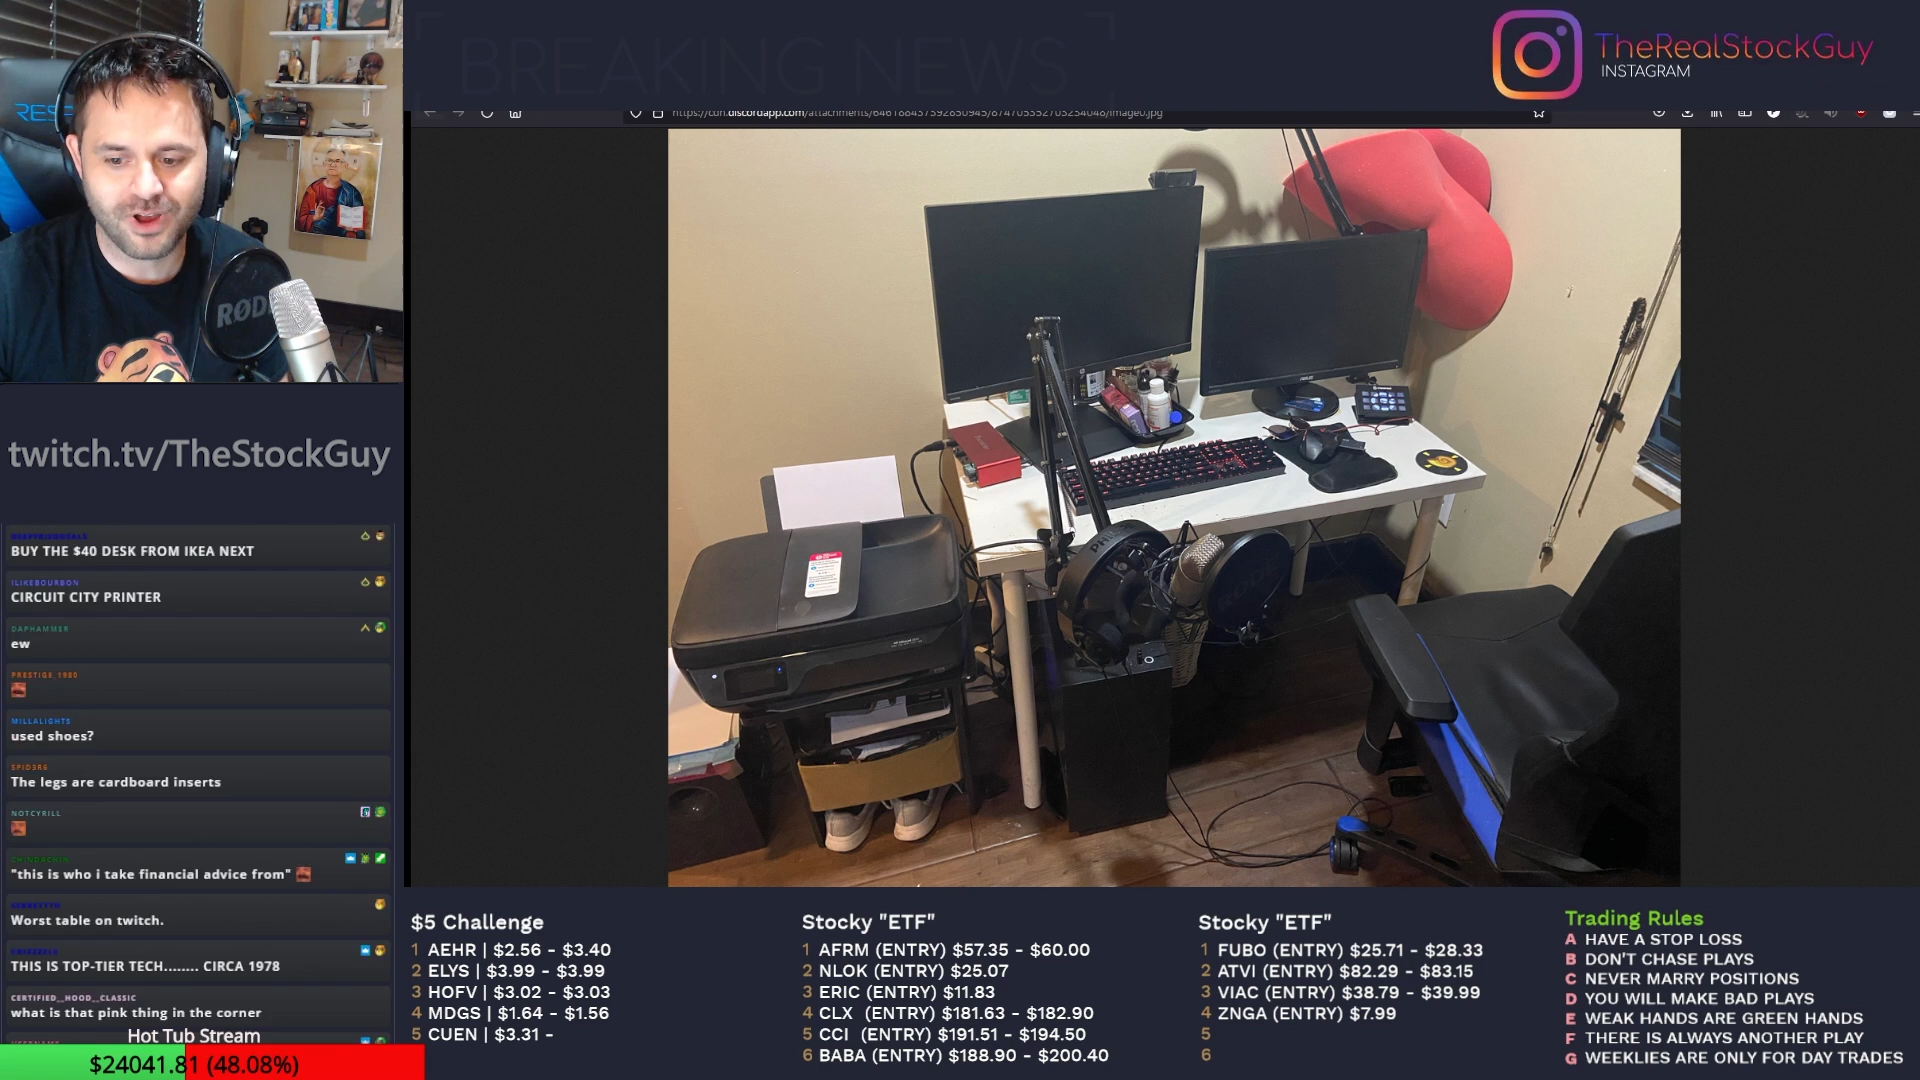 BREAKING NEWS
TheRealStockGuy
INSTAGRAM
RØDE
twitch.tv/TheStockGuy
BUY THE $40 DESK FROM IKEA NEXT
ILIKEBOURBON
CIRCUIT CITY PRINTER
DAPHAMMER
ew
PRESTIGE_1980
MILLALIGHTS
used shoes?
SPID3R6
The legs are cardboard inserts
NOTCYRILL
"this is who i take financial advice from"
Worst table on twitch.
THIS IS TOP-TIER TECH........ CIRCA 1978
CERTIFIED__HOOD__CLASSIC
what is that pink thing in the corner
Hot Tub Stream
$24041.81 (48.08%)
$5 Challenge
1 AEHR | $2.56 - $3.40
2 ELYS | $3.99 - $3.99
3 HOFV | $3.02 - $3.03
4 MDGS | $1.64 - $1.56
5 CUEN | $3.31 -
Stocky "ETF"
1 AFRM (ENTRY) $57.35 - $60.00
2 NLOK (ENTRY) $25.07
3 ERIC (ENTRY) $11.83
4 CLX (ENTRY) $181.63 - $182.90
5 CCI (ENTRY) $191.51 - $194.50
6 BABA (ENTRY) $188.90 - $200.40
Stocky "ETF"
1 FUBO (ENTRY) $25.71 - $28.33
2 ATVI (ENTRY) $82.29 - $83.15
3 VIAC (ENTRY) $38.79 - $39.99
4 ZNGA (ENTRY) $7.99
5
6
Trading Rules
A HAVE A STOP LOSS
B DON'T CHASE PLAYS
C NEVER MARRY POSITIONS
D YOU WILL MAKE BAD PLAYS
E WEAK HANDS ARE GREEN HANDS
F THERE IS ALWAYS ANOTHER PLAY
G WEEKLIES ARE ONLY FOR DAY TRADES